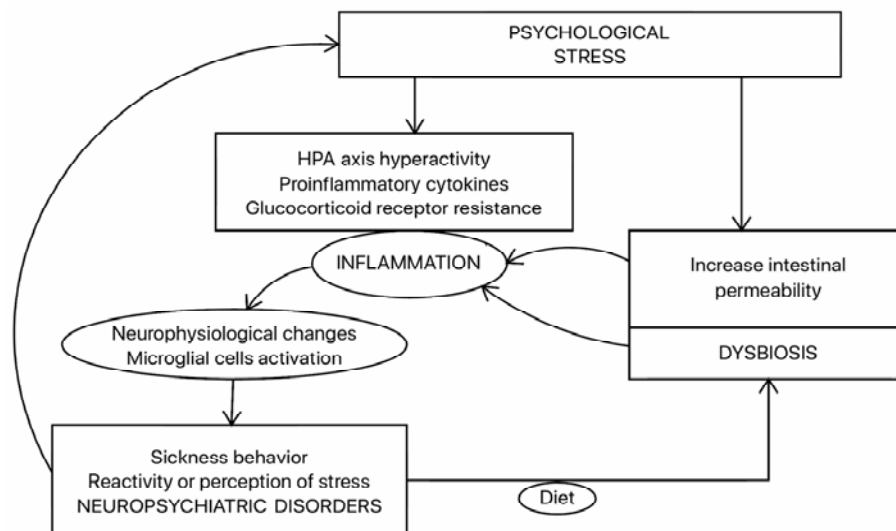 PSYCHOLOGICAL
STRESS
HPA axis hyperactivity
Proinflammatory cytokines
Glucocorticoid receptor resistance
INFLAMMATION
Increase intestinal
permeability
Neurophysiological changes
Microglial cells activation
DYSBIOSIS
Sickness behavior
Reactivity or perception of stress
NEUROPSYCHIATRIC DISORDERS
Diet